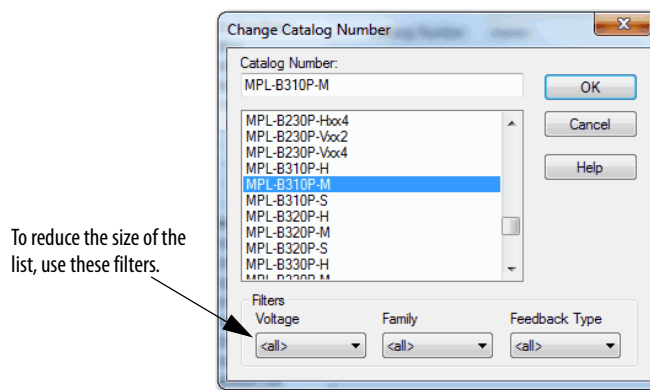 Change Catalog Number
Catalog Number:
MPL-B310P-M
OK
MPL-B230P-Hxx4
MPL-B230P-Vxx2
MPL-B230P-Vxx4
MPL-B310P-H
MPL-B310P-M
MPL-B310P-S
MPL-B320P-H
MPL-B320P-M
MPL-B320P-S
MPL-B330P-H
MPL-B330P-M
Cancel
Help
To reduce the size of the
list, use these filters.
Filters
Voltage Family Feedback Type
<all> <all> <all>